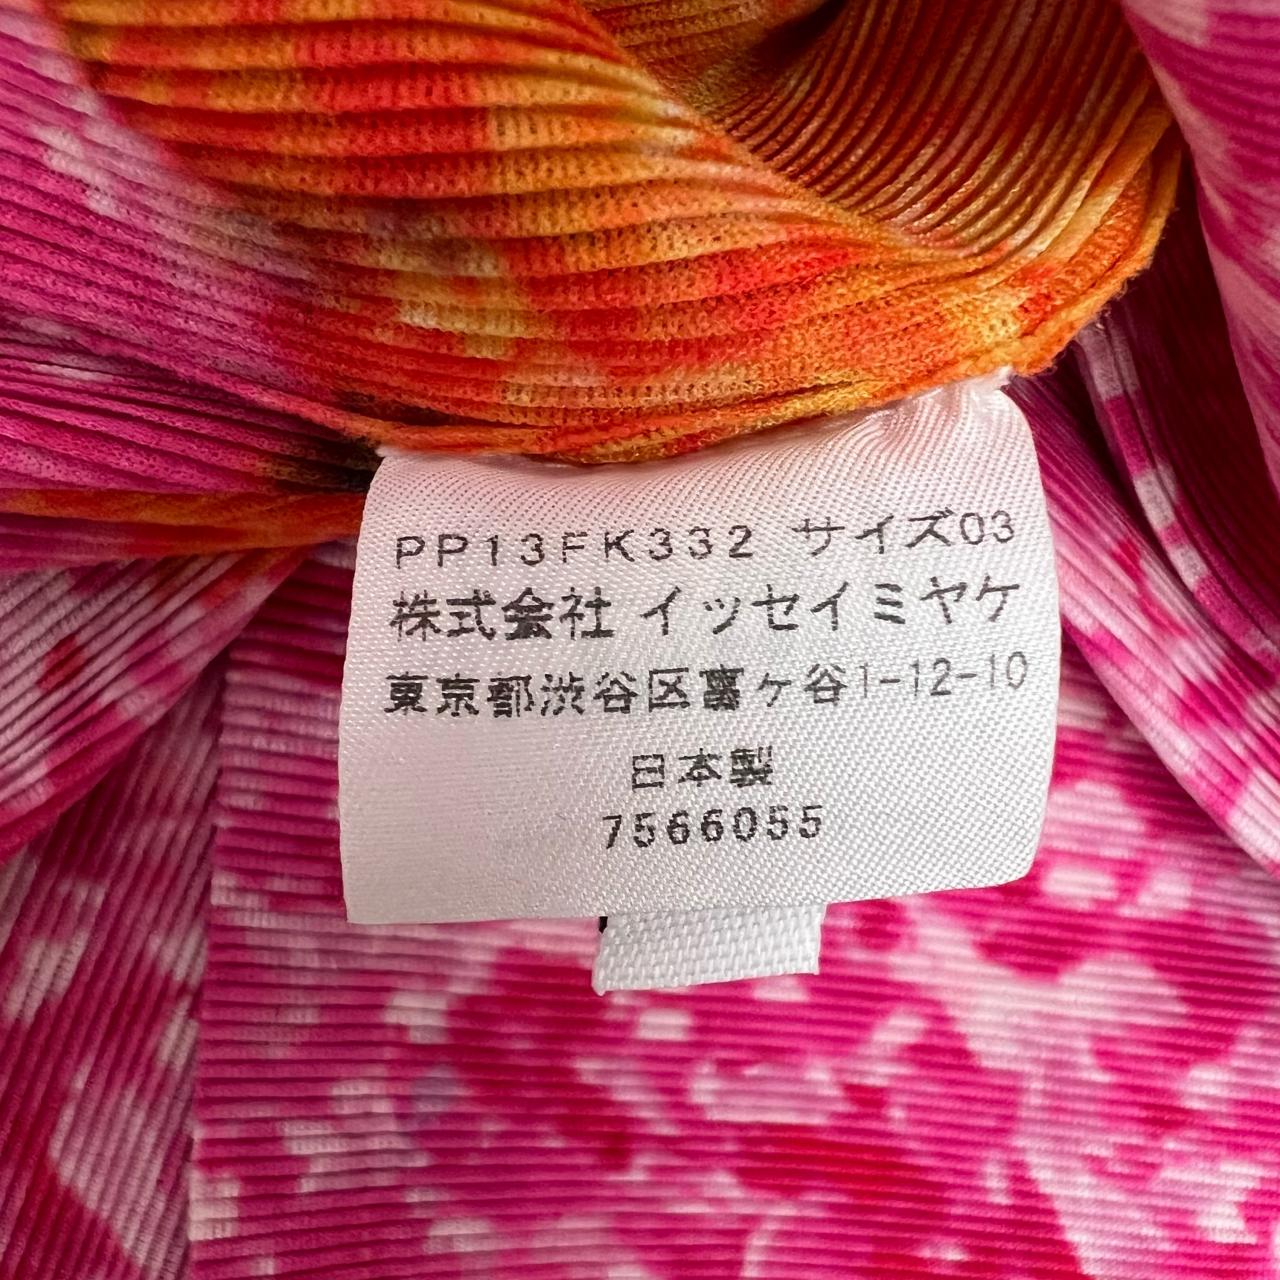 PP13FK332 サイズ03
株式会社 イッセイミヤケ
東京都渋谷区富ヶ谷1-12-10
日本製
7566055